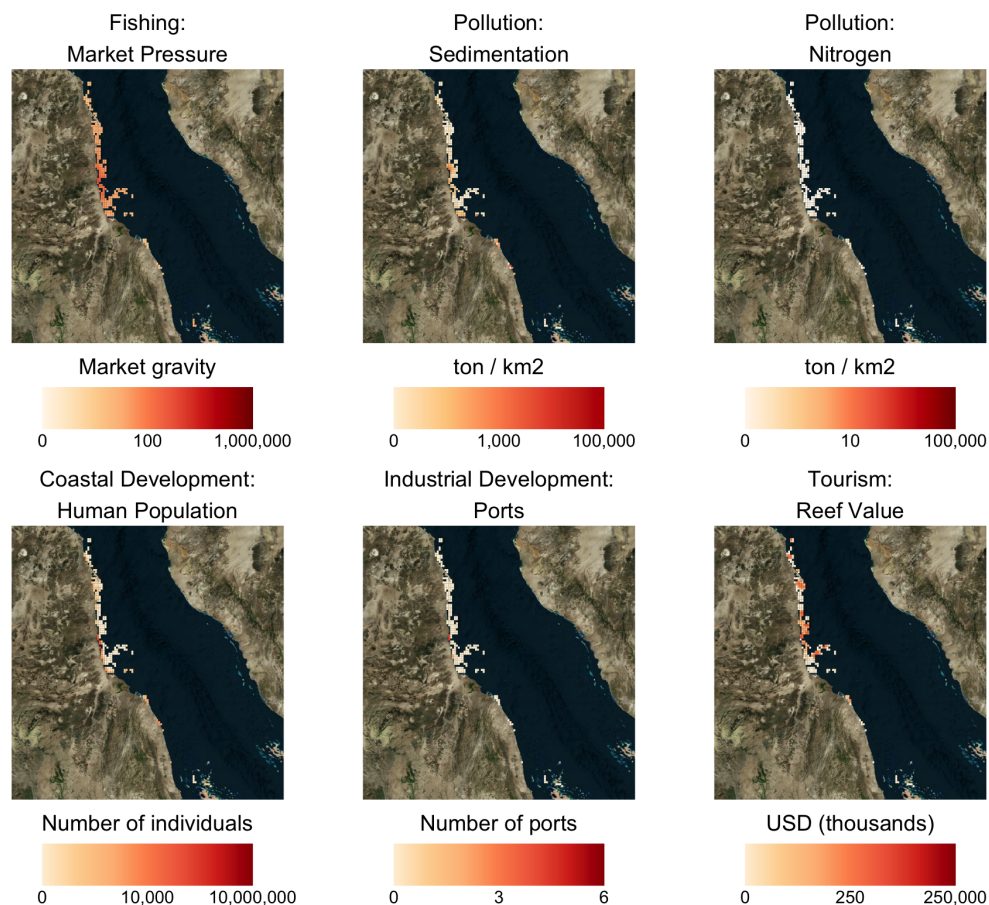 Fishing:
Market Pressure
Pollution:
Sedimentation
Pollution:
Nitrogen
Market gravity
0 100 1,000,000
ton / km2
0 1,000 100,000
ton / km2
0 10 100,000
Coastal Development:
Human Population
Industrial Development:
Ports
Tourism:
Reef Value
Number of individuals
0 10,000 10,000,000
Number of ports
0 3 6
USD (thousands)
0 250 250,000